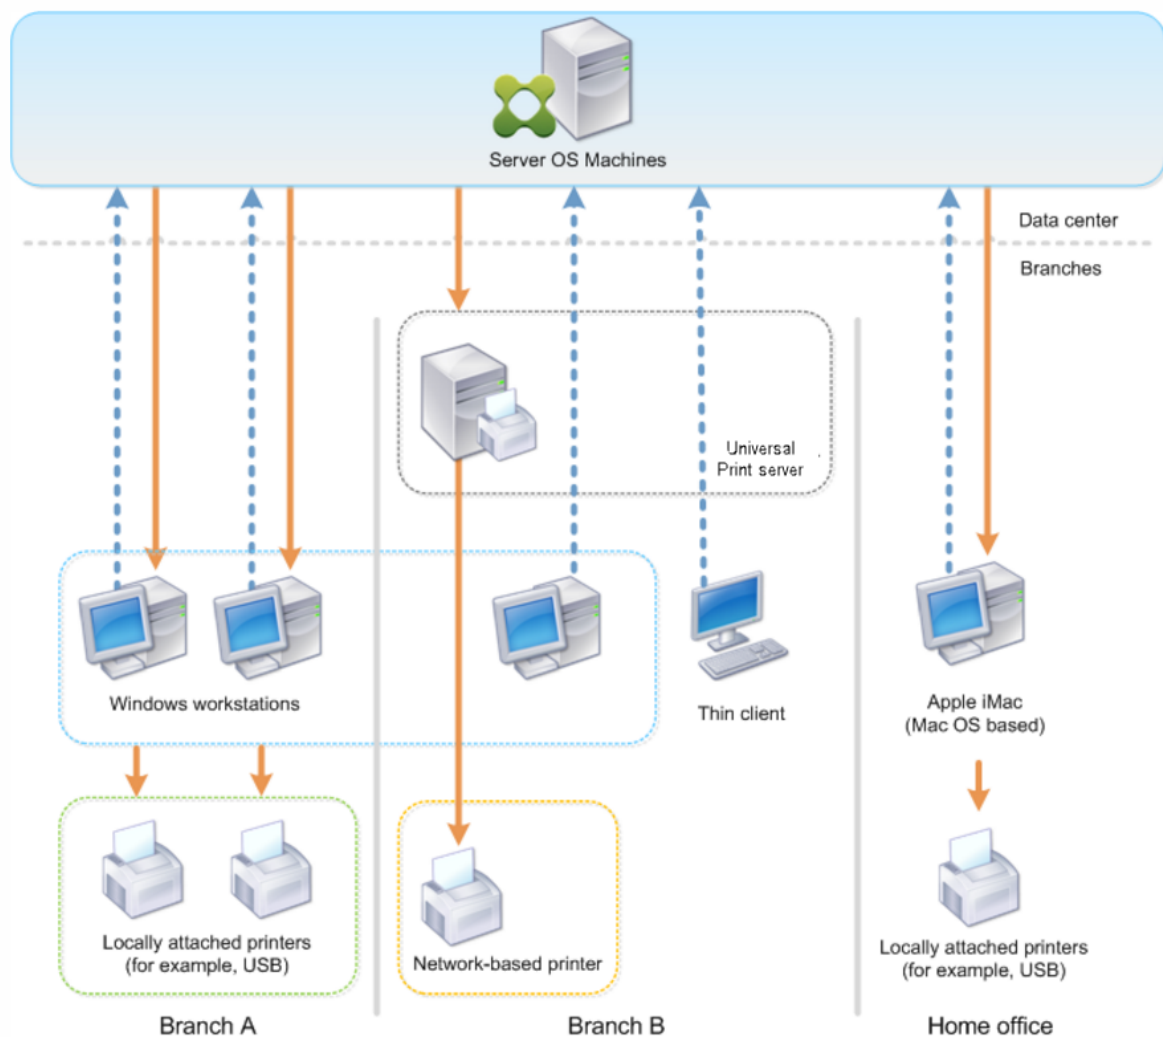 Server OS Machines
Data center
Branches
Universal
Print server
Windows workstations
Thin client
Apple iMac
(Mac OS based)
Locally attached printers
(for example, USB)
Network-based printer
Locally attached printers
(for example, USB)
Branch A
Branch B
Home office